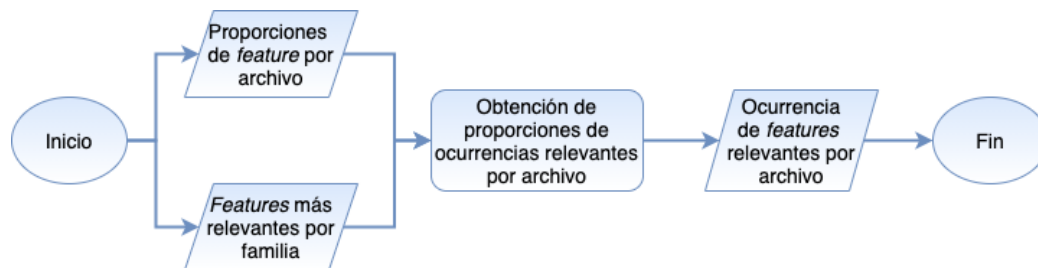 Inicio
Proporciones
de feature por
archivo
Features más
relevantes por
familia
Obtención de
proporciones de
ocurrencias relevantes
por archivo
Ocurrencia
de features
relevantes por
archivo
Fin